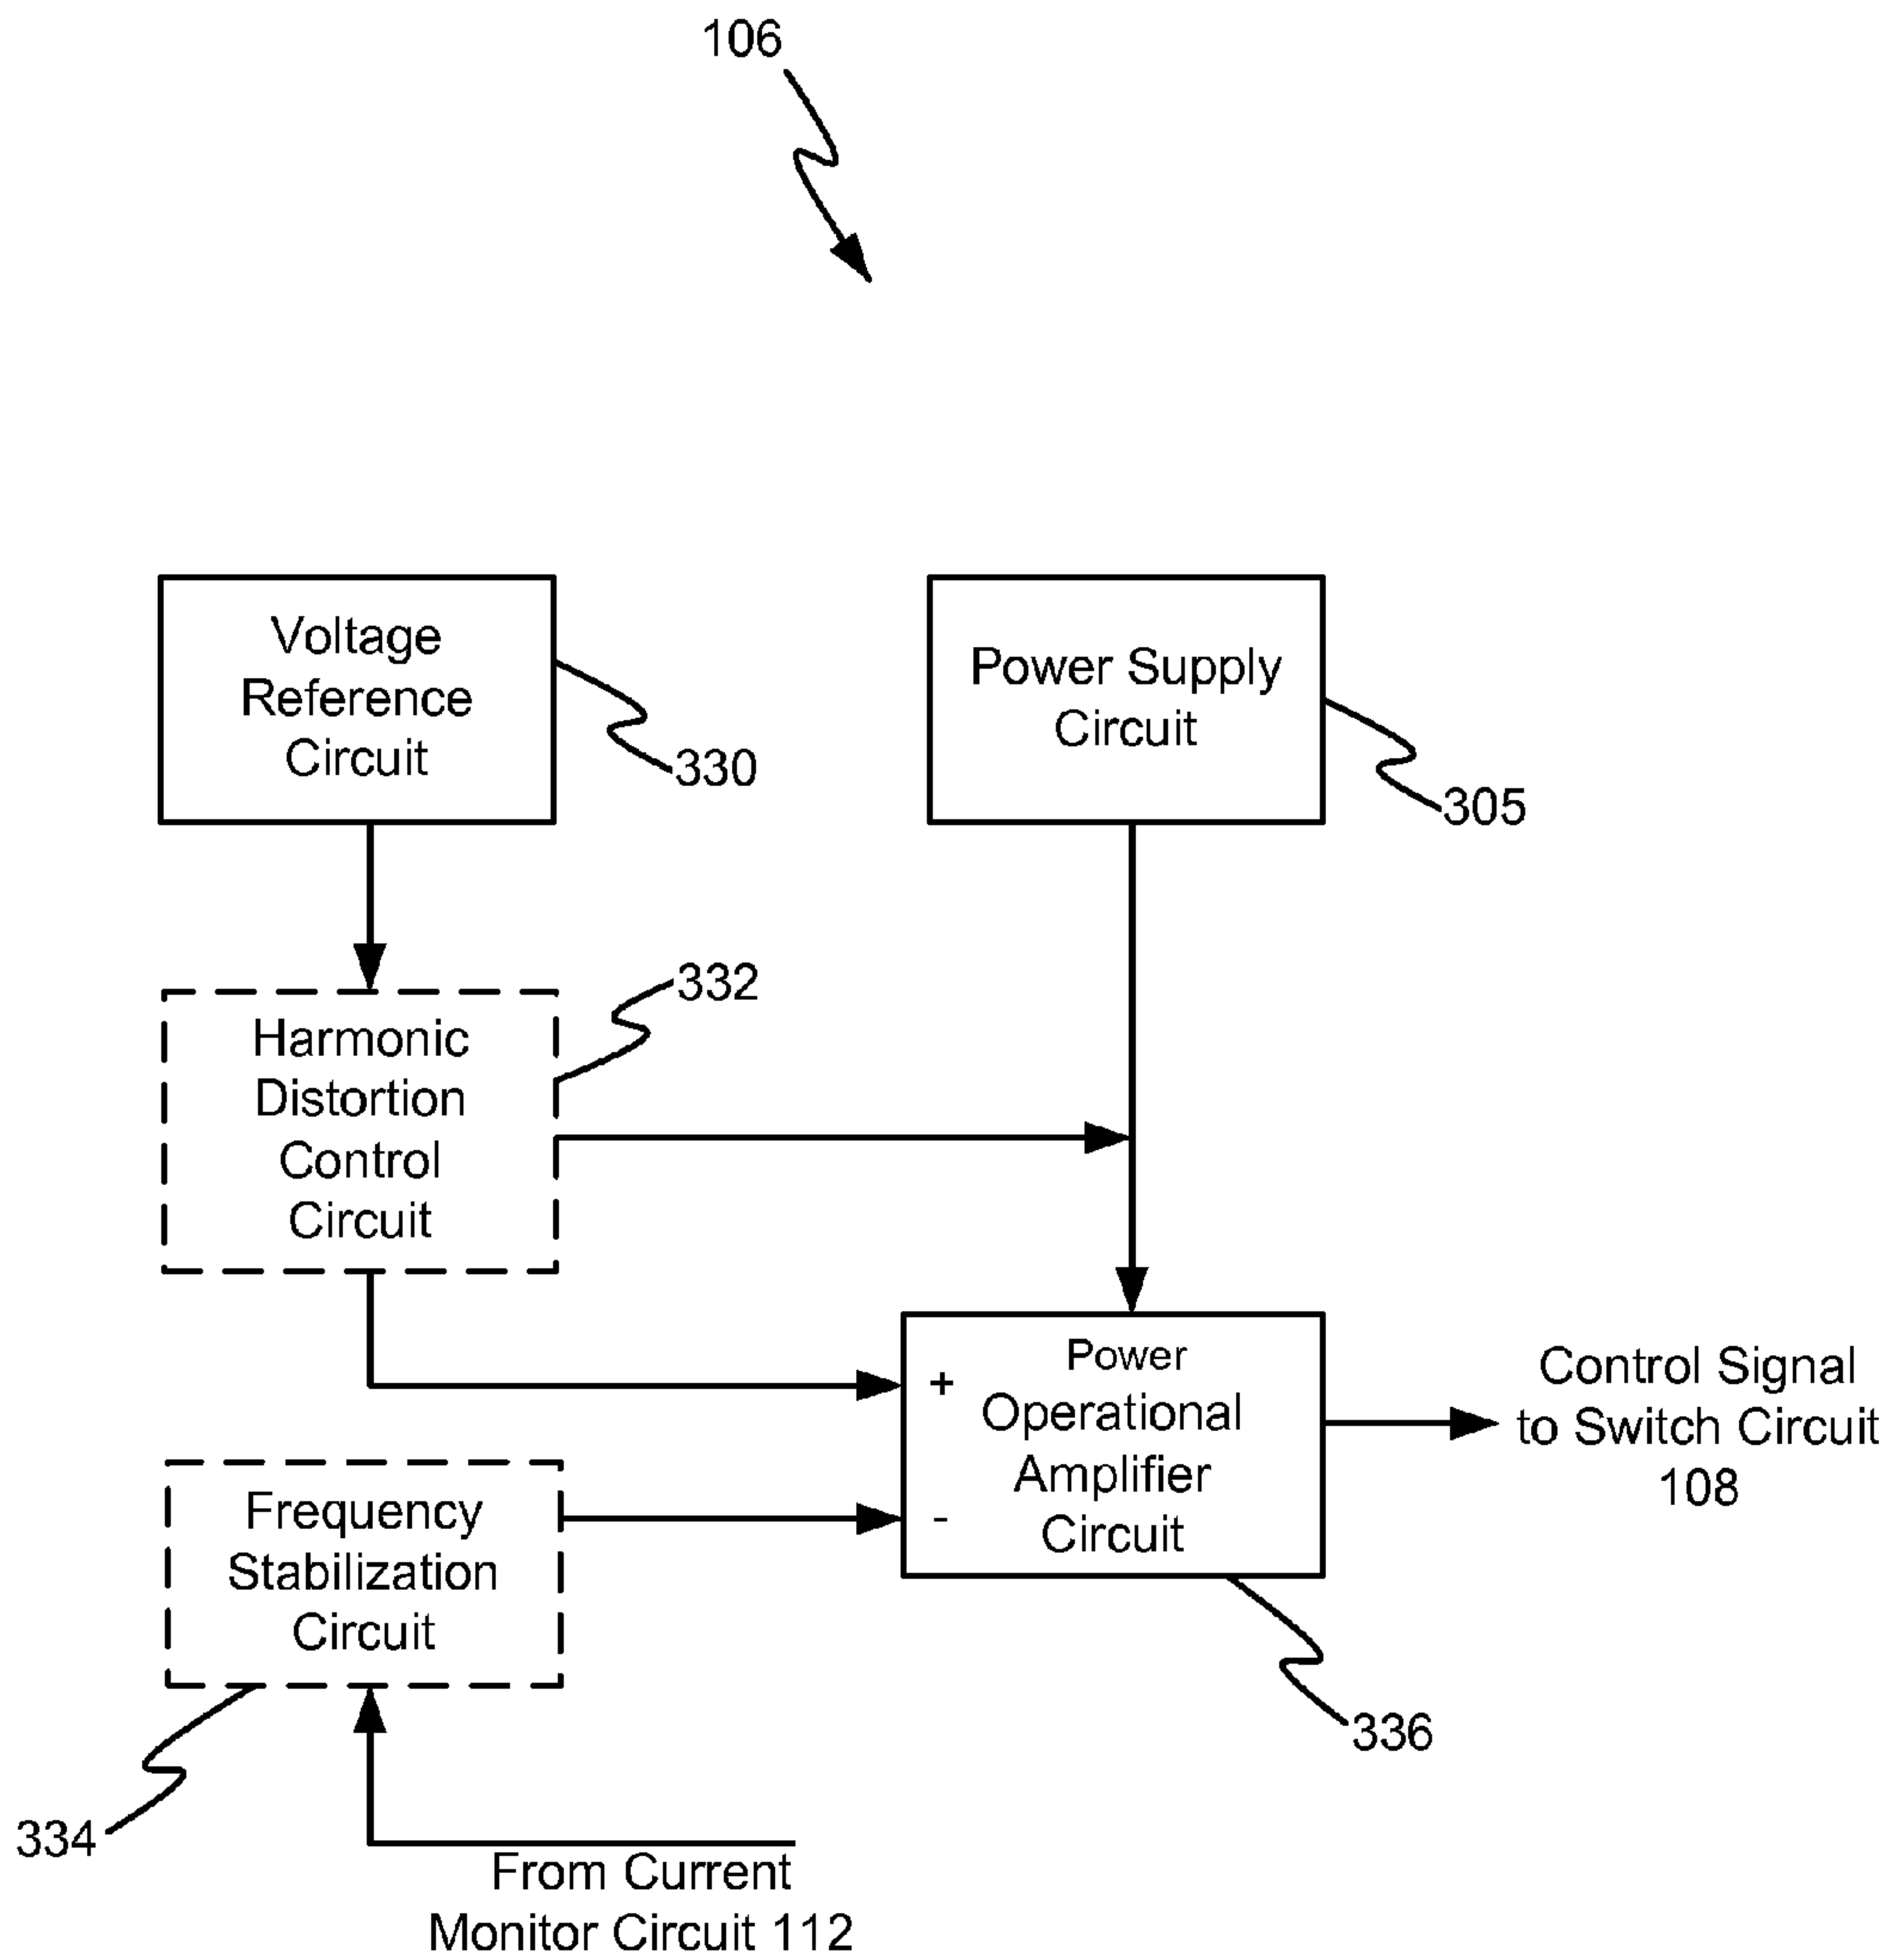 106
Voltage
Reference
Circuit
330
Power Supply
Circuit
305
332
Harmonic
Distortion
Control
Circuit
+
-
Power
Operational
Amplifier
Circuit
Control Signal
to Switch Circuit
108
Frequency
Stabilization
Circuit
336
334
From Current
Monitor Circuit 112